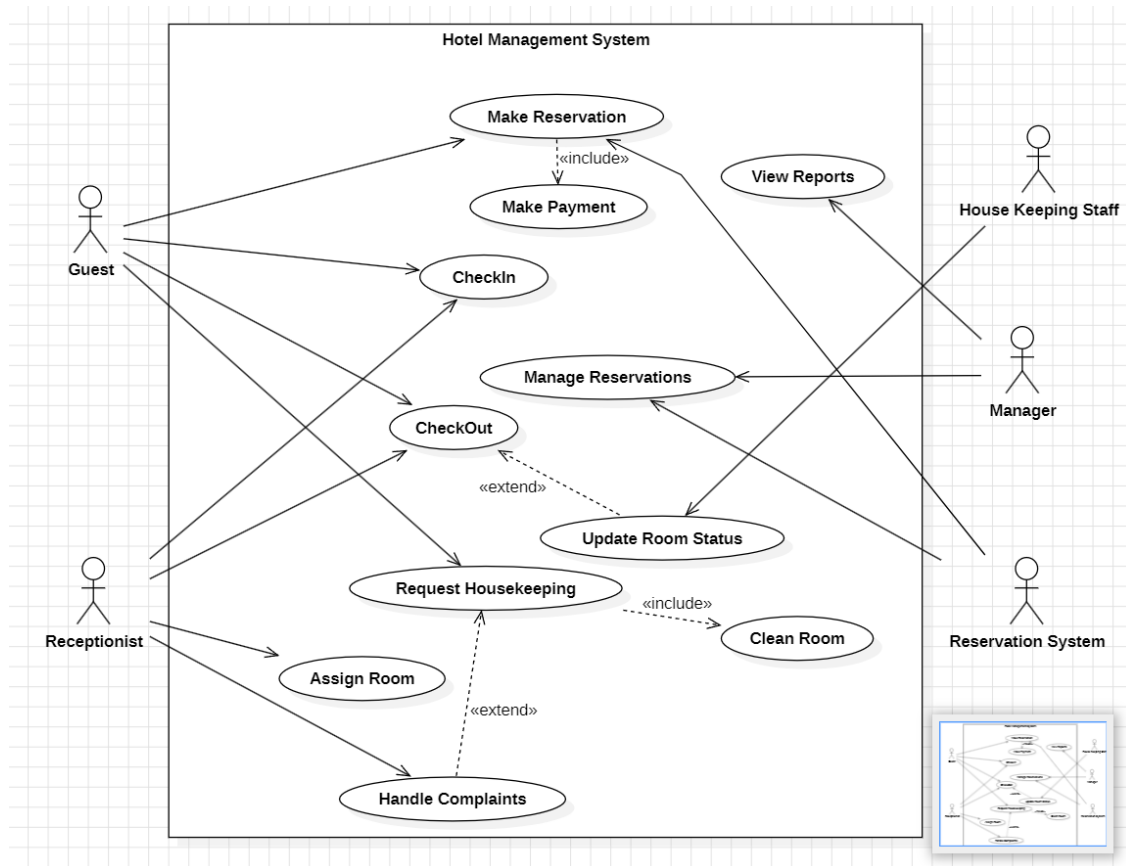 Hotel Management System
Make Reservation
«include»
View Reports
Make Payment
House Keeping Staff
Guest
CheckIn
Manage Reservations
Manager
CheckOut
«extend»
Update Room Status
Request Housekeeping
«include»
Clean Room
Receptionist
Reservation System
Assign Room
«extend»
Handle Complaints